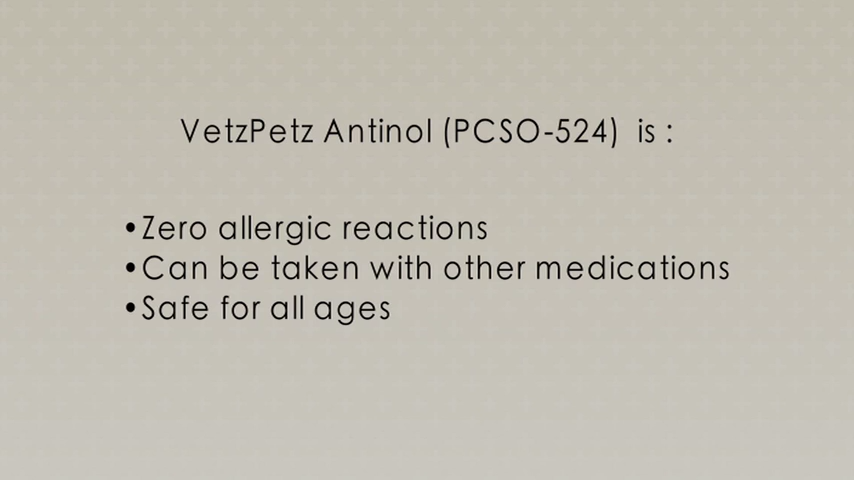 VetzPetz Antinol (PCSO-524) is :
•Zero allergic reactions
•Can be taken with other medications
•Safe for all ages